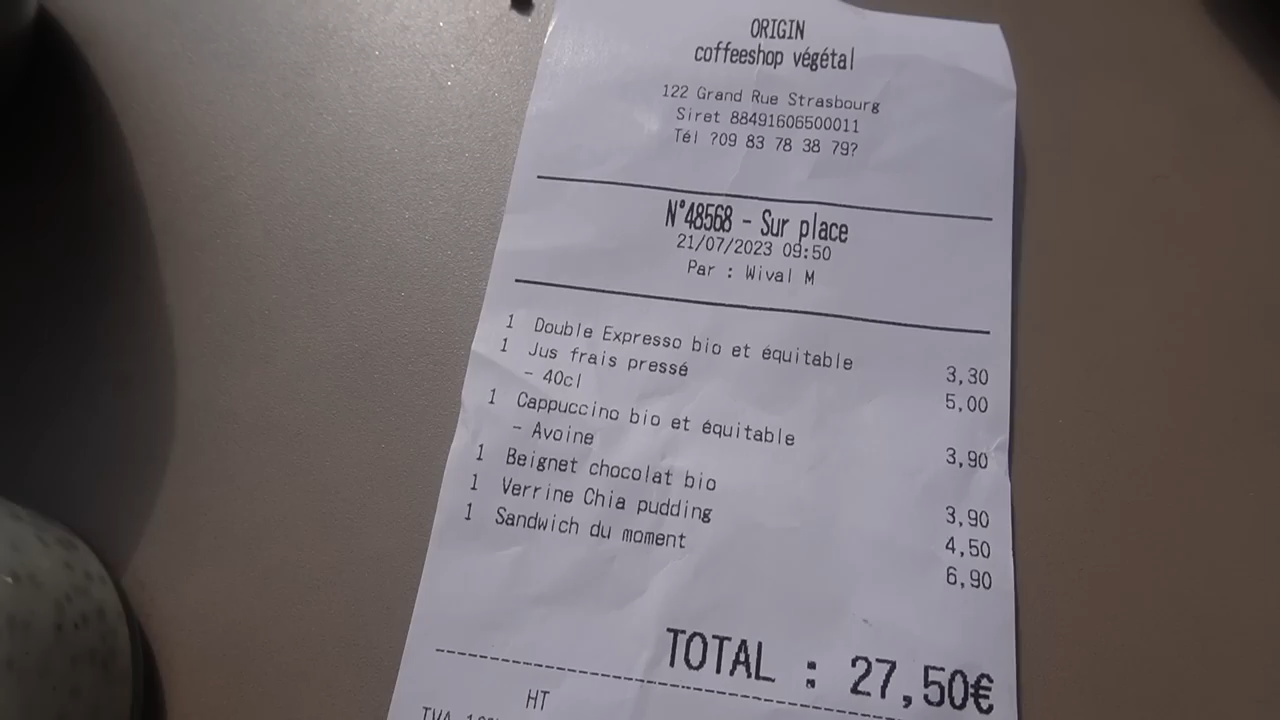 ORIGIN
coffeeshop végétal
122 Grand Rue Strasbourg
Siret 88491606500011
Tél ?09 83 78 38 79?
N°48568 - Sur place
21/07/2023 09:50
Par : Wival M
1 Double Expresso bio et équitable 3,30
1 Jus frais pressé 5,00
- 40cl
1 Cappuccino bio et équitable 3,90
- Avoine
1 Beignet chocolat bio 3,90
1 Verrine Chia pudding 4,50
1 Sandwich du moment 6,90
TOTAL : 27,50€
HT
TVA